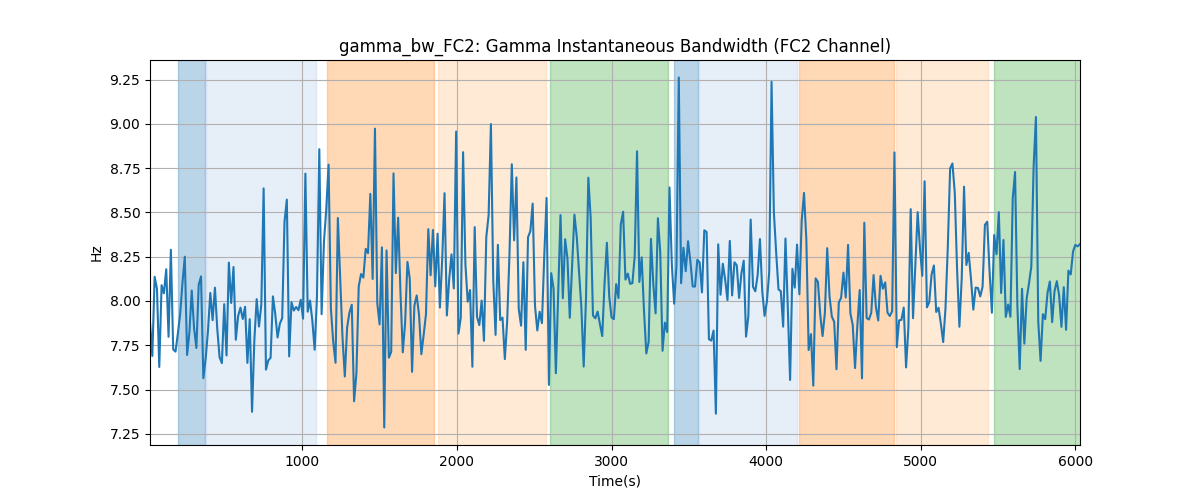 gamma_bw_FC2: Gamma Instantaneous Bandwidth (FC2 Channel)
9.25
9.00
8.75
8.50
8.25
8.00
7.75
7.50
7.25
Hz
1000 2000 3000 4000 5000 6000
Time(s)